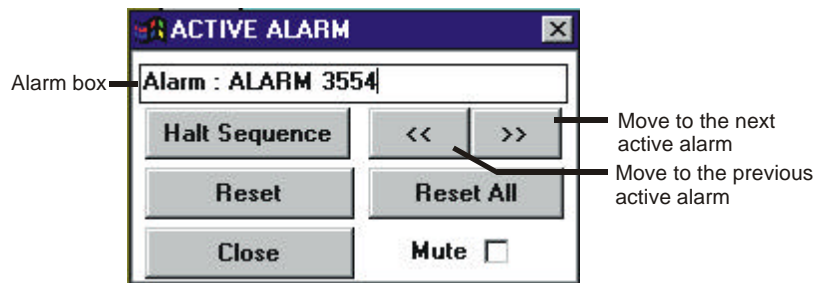 ACTIVE ALARM
Alarm box
Alarm : ALARM 3554
Halt Sequence
<<
>>
Move to the next
active alarm
Move to the previous
active alarm
Reset
Reset All
Close
Mute